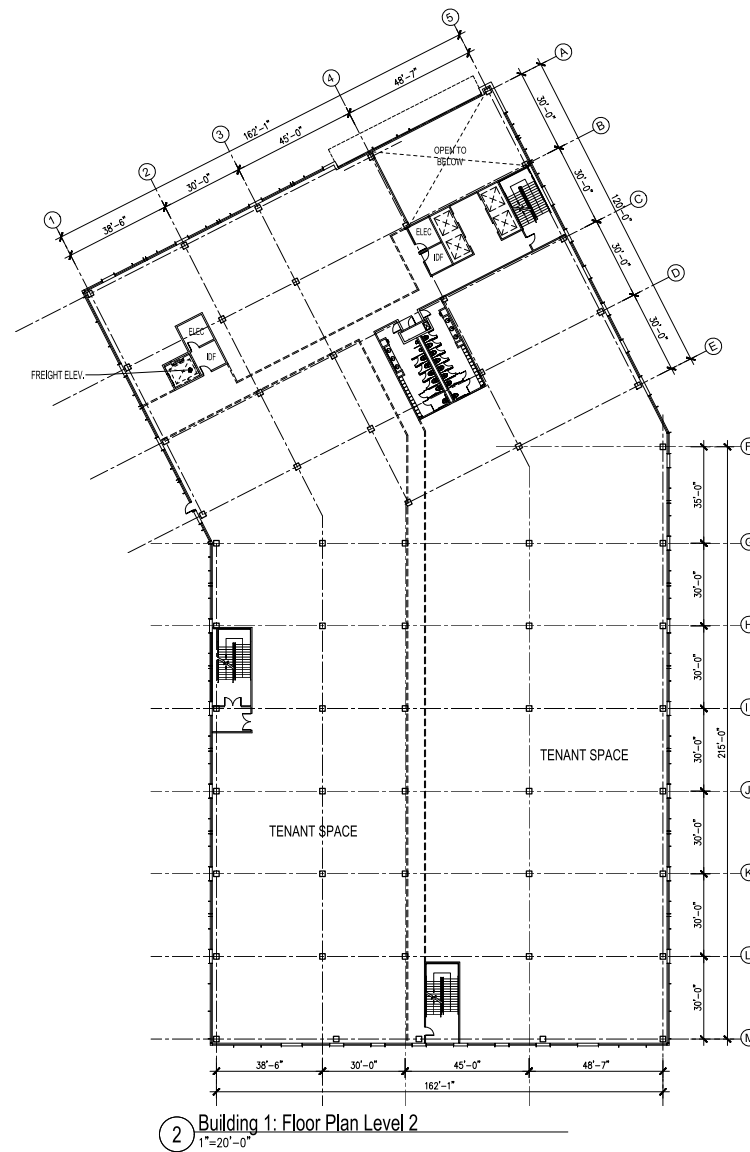 5
A
4
48'-7"
30'-0"
162'-1"
B
3
45'-0"
OPEN TO
BELOW
30'-0"
120'-0"
2
30'-0"
C
1
38'-6"
ELEC
IDF
30'-0"
D
30'-0"
E
ELEC
IDF
FREIGHT ELEV.
F
35'-0"
G
30'-0"
H
30'-0"
I
TENANT SPACE
30'-0"
215'-0"
J
TENANT SPACE
30'-0"
K
30'-0"
L
30'-0"
M
38'-6"
30'-0"
45'-0"
48'-7"
162'-1"
2
Building 1: Floor Plan Level 2
1"=20'-0"